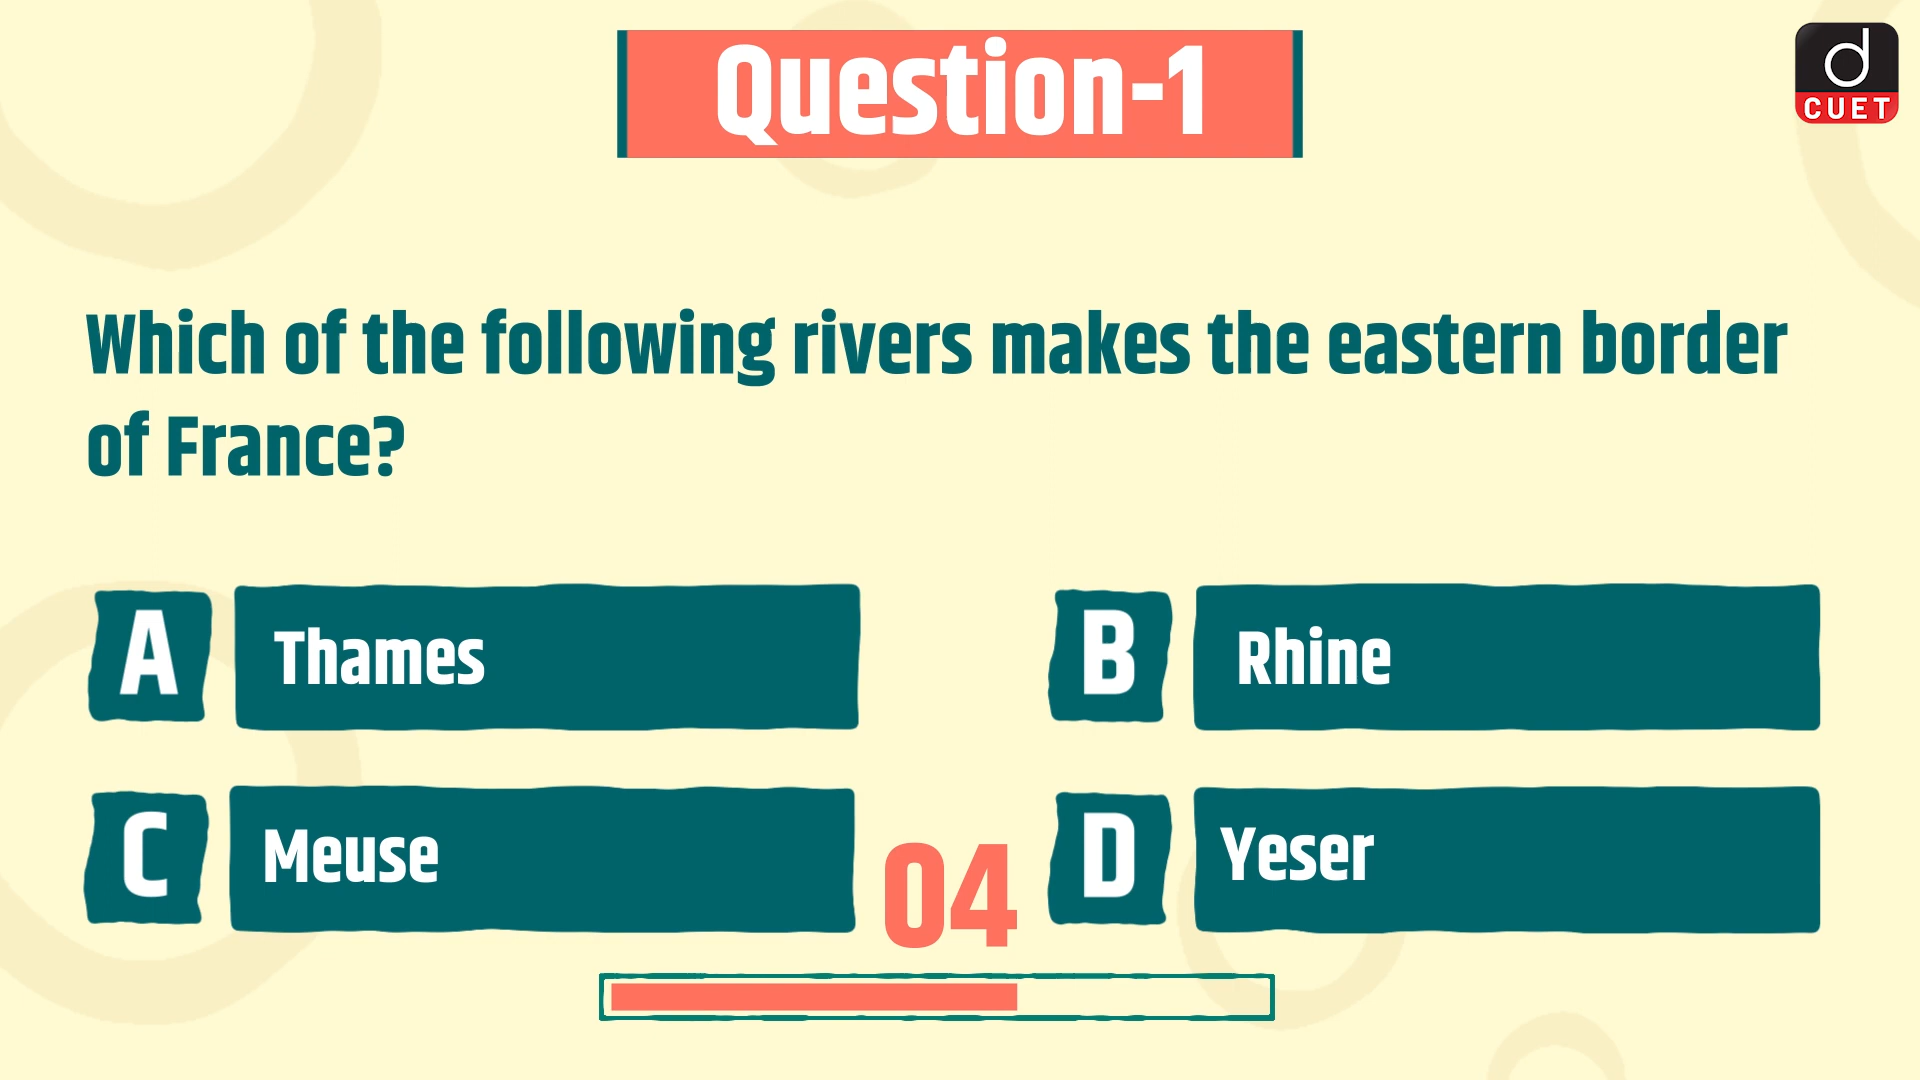 Question-1
d
CUET
Which of the following rivers makes the eastern border
of France?
A Thames
B Rhine
C Meuse
D Yeser
04